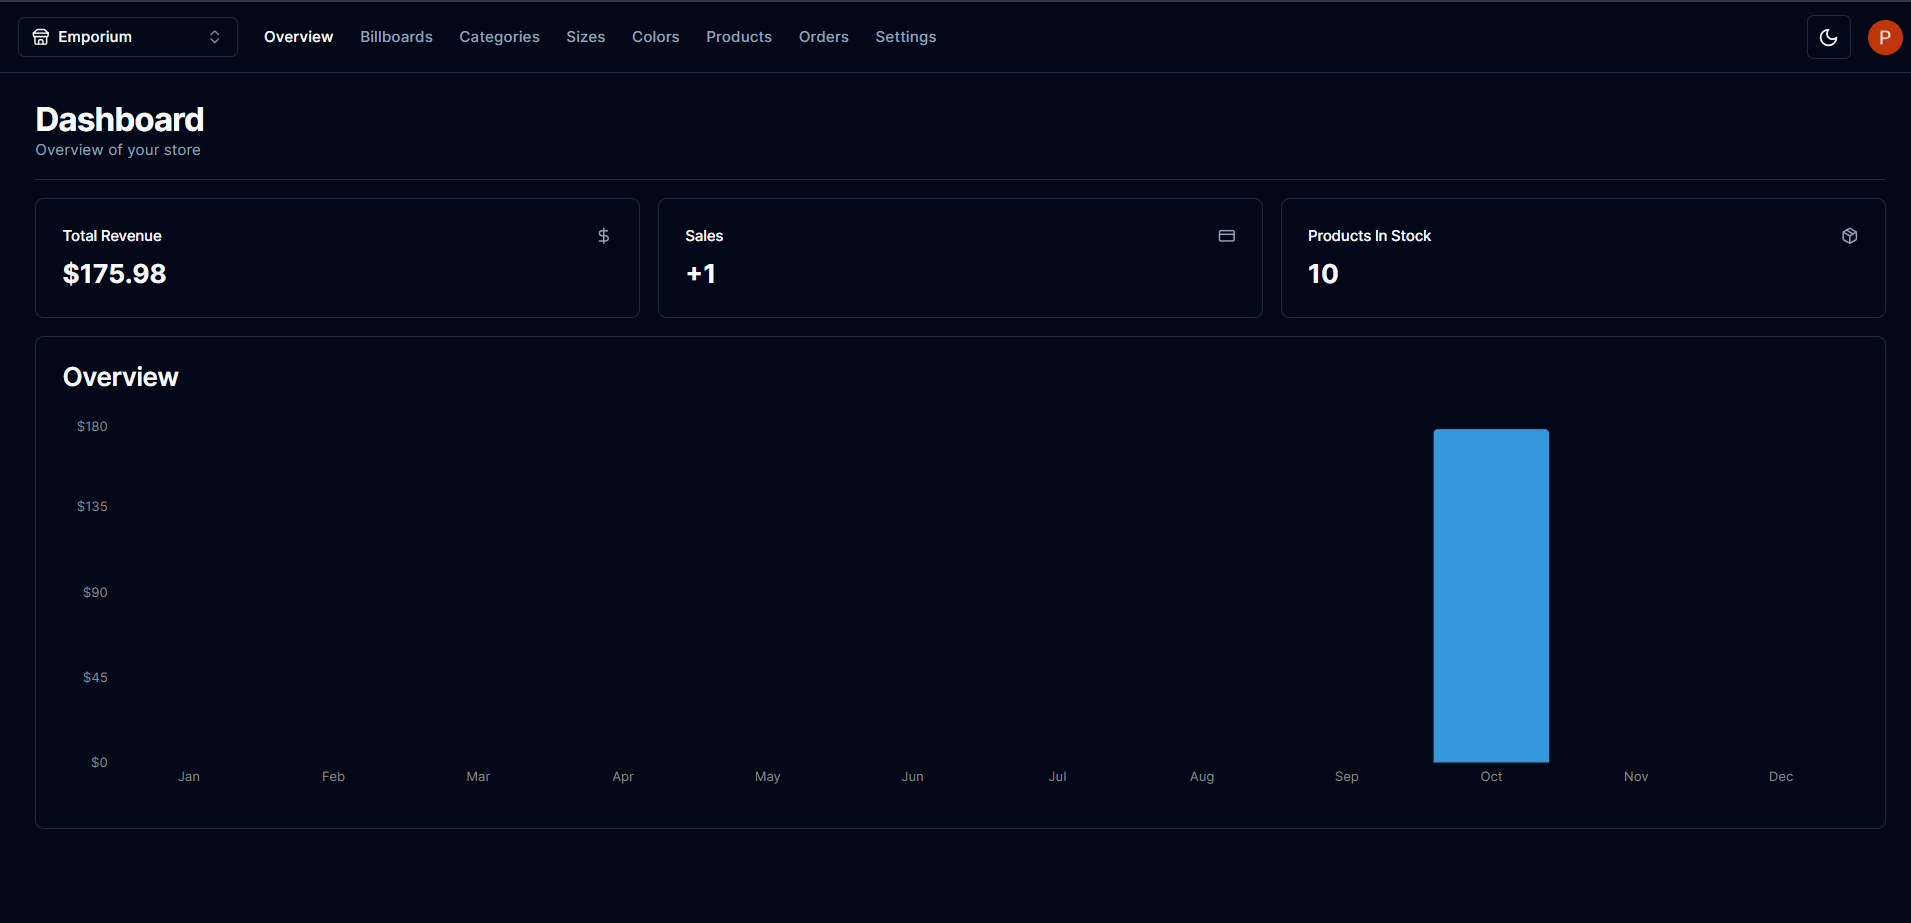 Emporium Overview Billboards Categories Sizes Colors Products Orders Settings P
Dashboard
Overview of your store
Total Revenue
$175.98
Sales
+1
Products In Stock
10
Overview
$180
$135
$90
$45
$0
Jan Feb Mar Apr May Jun Jul Aug Sep Oct Nov Dec